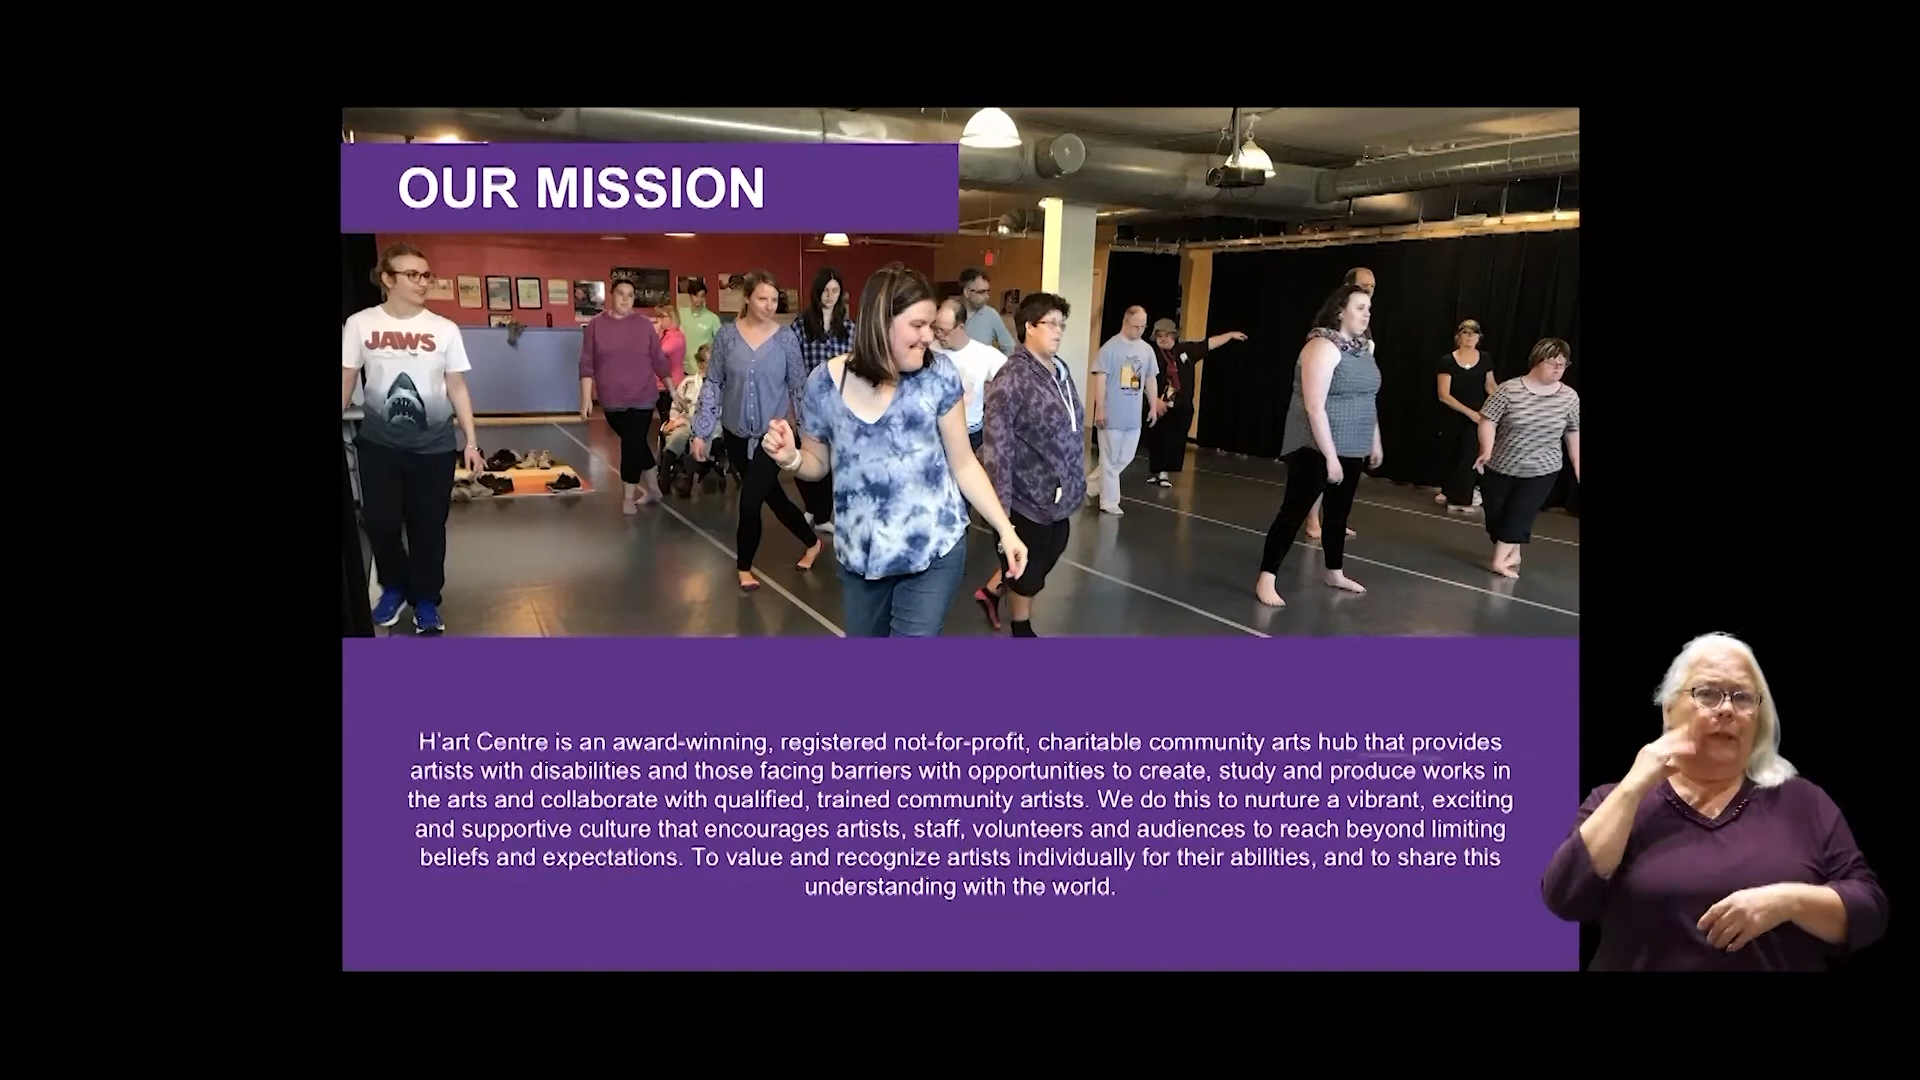 OUR MISSION
JAWS
H'art Centre is an award-winning, registered not-for-profit, charitable community arts hub that provides
artists with disabilities and those facing barriers with opportunities to create, study and produce works in
the arts and collaborate with qualified, trained community artists. We do this to nurture a vibrant, exciting
and supportive culture that encourages artists, staff, volunteers and audiences to reach beyond limiting
beliefs and expectations. To value and recognize artists individually for their abilities, and to share this
understanding with the world.